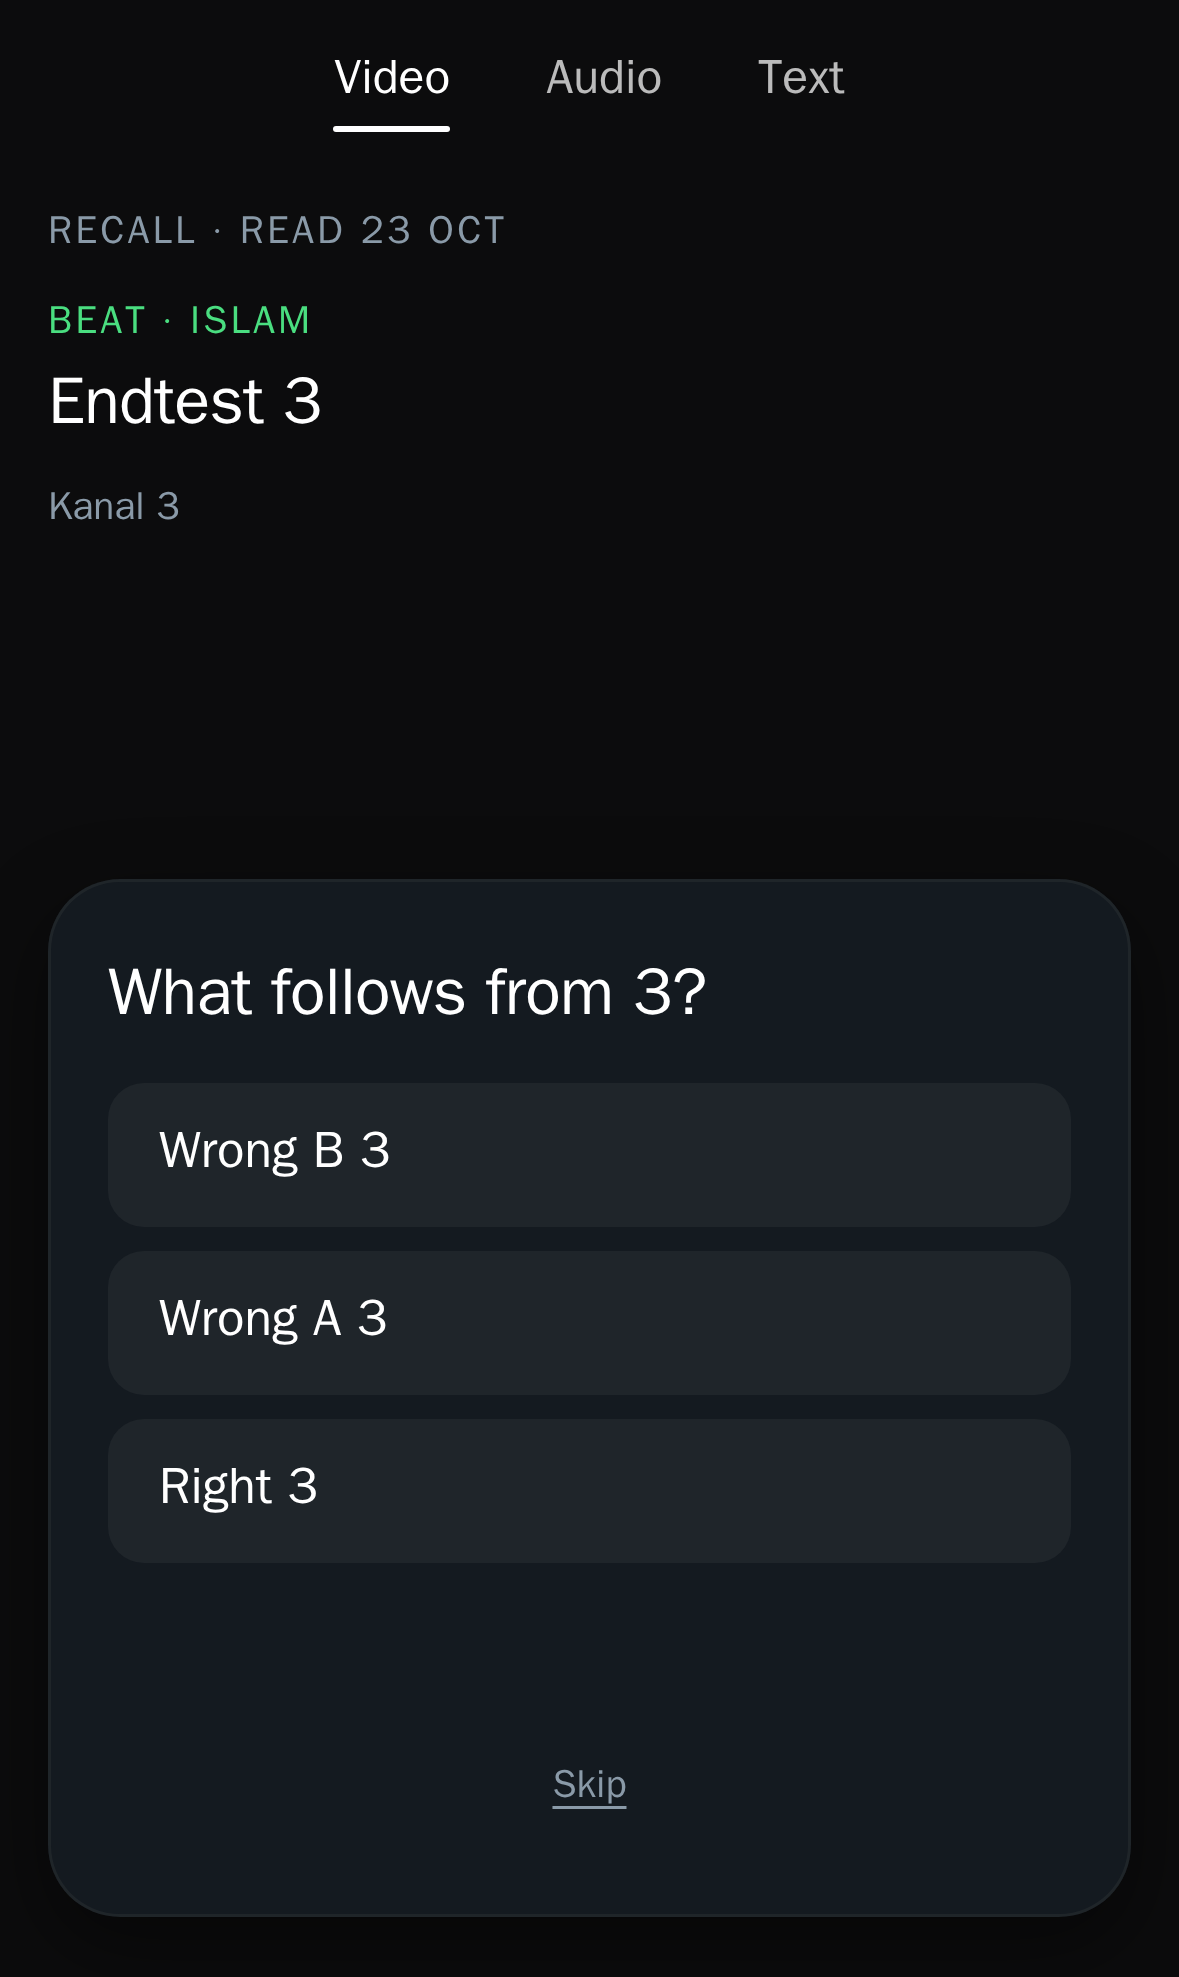 Video Audio Text
RECALL · READ 23 OCT
BEAT · ISLAM
Endtest 3
Kanal 3
What follows from 3?
Wrong B 3
Wrong A 3
Right 3
Skip